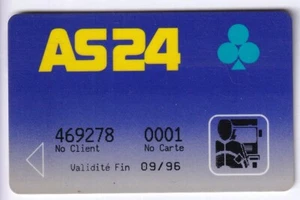 AS24
469278 0001
No Client No Carte
Validité Fin 09/96